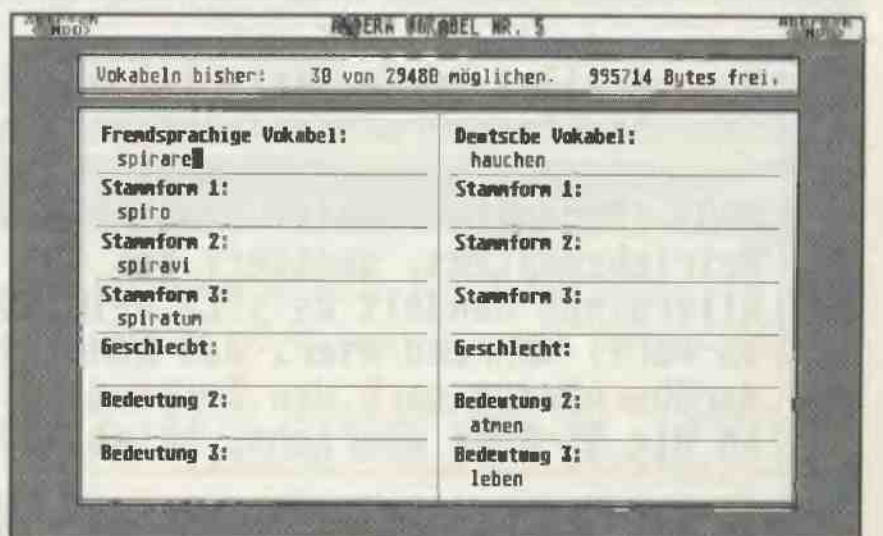 ÄNDERN VOKABEL NR. 5
Vokabeln bisher: 30 von 29480 möglichen. 995714 Bytes frei.
Fremdsprachige Vokabel:
spirare
Stammform 1:
spiro
Stammform 2:
spiravi
Stammform 3:
spiratum
Geschlecht:
Bedeutung 2:
Bedeutung 3:
Deutsche Vokabel:
hauchen
Stammform 1:
Stammform 2:
Stammform 3:
Geschlecht:
Bedeutung 2:
atmen
Bedeutung 3:
leben